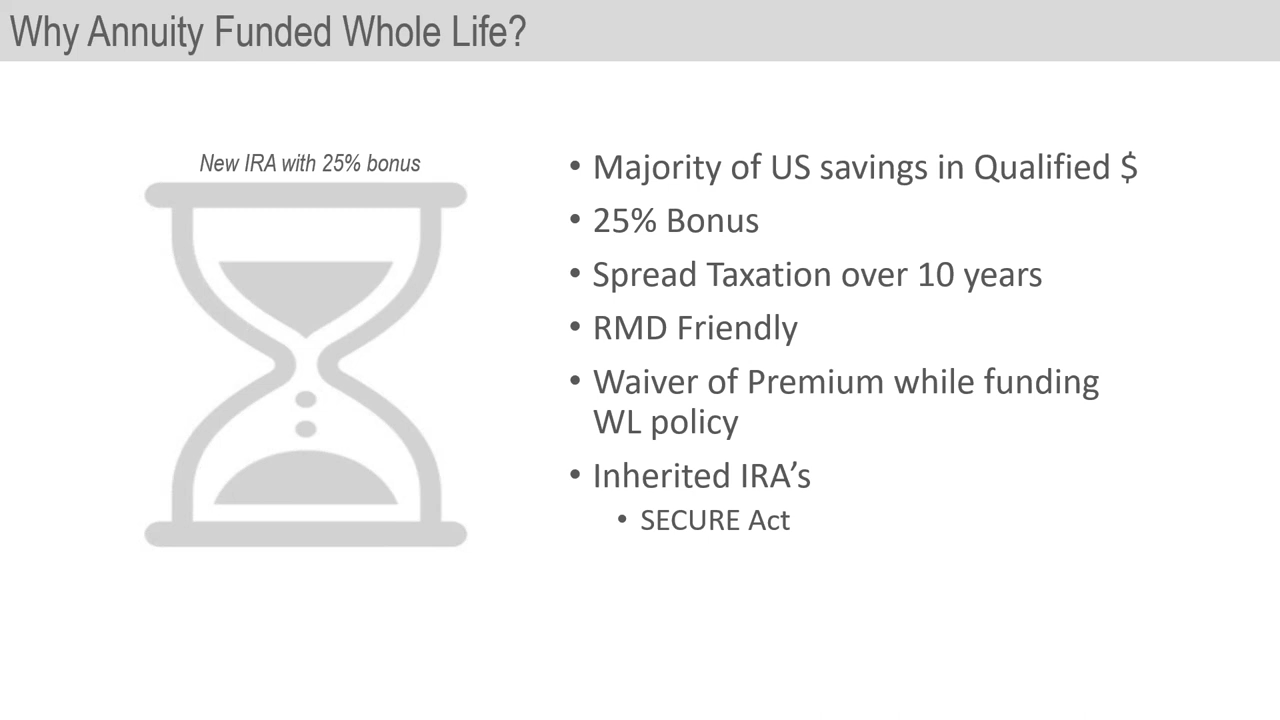 Why Annuity Funded Whole Life?
New IRA with 25% bonus
• Majority of US savings in Qualified $
• 25% Bonus
• Spread Taxation over 10 years
• RMD Friendly
• Waiver of Premium while funding
WL policy
• Inherited IRA’s
• SECURE Act